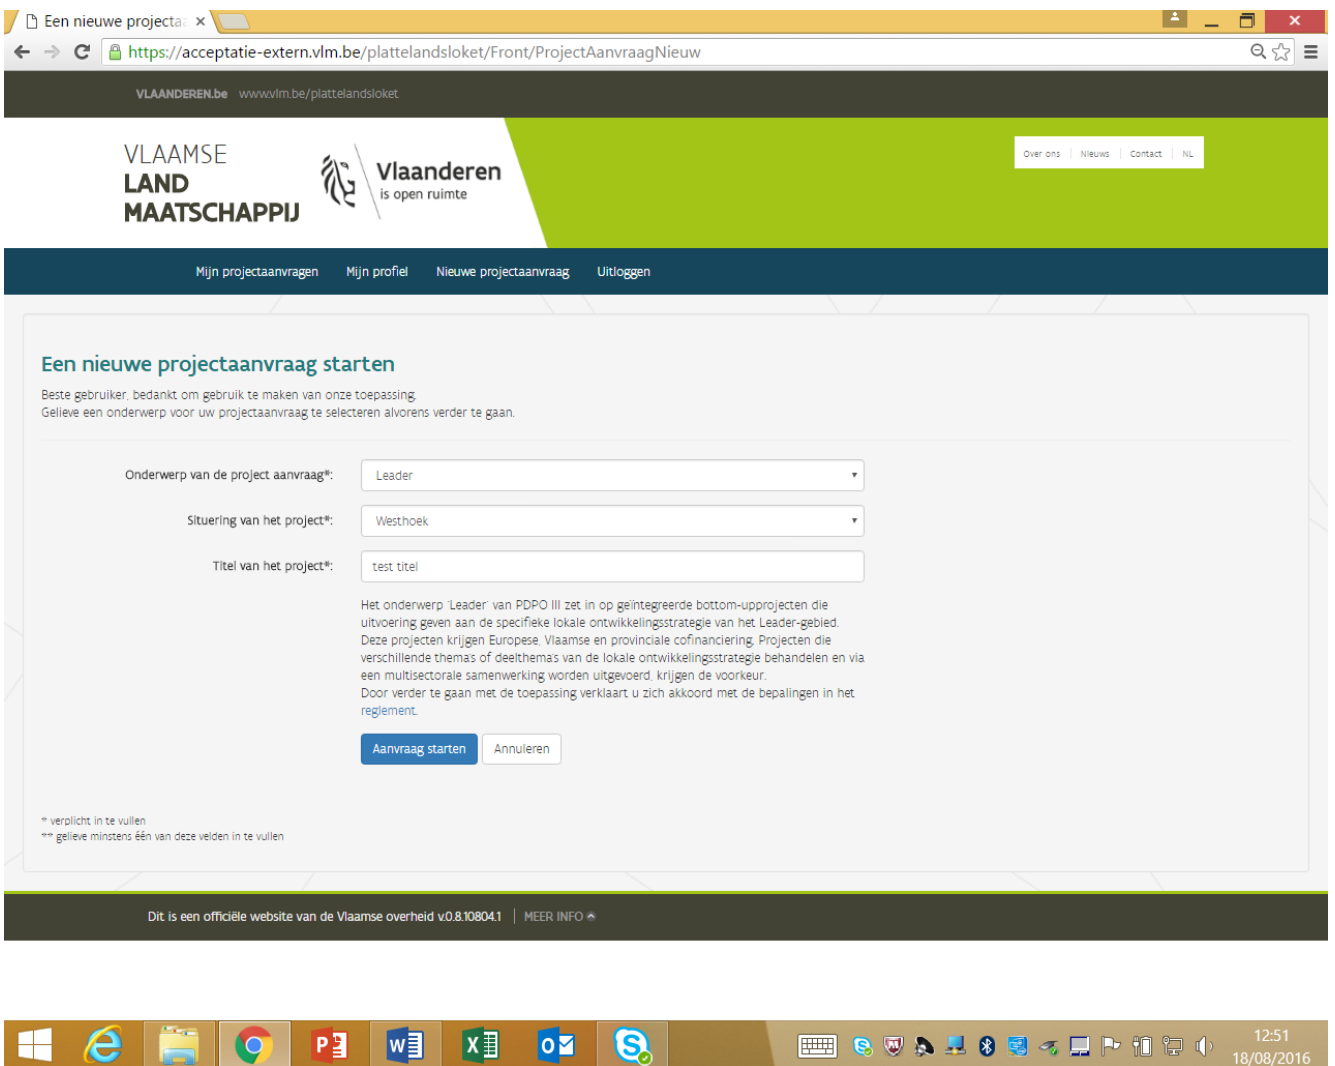 Een nieuwe projectaa
https://acceptatie-extern.vlm.be/plattelandsloket/Front/ProjectAanvraagNieuw
VLAANDEREN.be www.vlm.be/plattelandsloket
VLAAMSE
LAND
MAATSCHAPPIJ
Vlaanderen
is open ruimte
Over ons | Nieuws | Contact | NL
Mijn projectaanvragen Mijn profiel Nieuwe projectaanvraag Uitloggen
Een nieuwe projectaanvraag starten
Beste gebruiker, bedankt om gebruik te maken van onze toepassing.
Gelieve een onderwerp voor uw projectaanvraag te selecteren alvorens verder te gaan.
Onderwerp van de project aanvraag*: Leader
Situering van het project*: Westhoek
Titel van het project*: test titel
Het onderwerp 'Leader' van PDPO III zet in op geïntegreerde bottom-upprojecten die
uitvoering geven aan de specifieke lokale ontwikkelingsstrategie van het Leader-gebied.
Deze projecten krijgen Europese, Vlaamse en provinciale cofinanciering. Projecten die
verschillende thema's of deelthema's van de lokale ontwikkelingsstrategie behandelen en via
een multisectorale samenwerking worden uitgevoerd, krijgen de voorkeur.
Door verder te gaan met de toepassing verklaart u zich akkoord met de bepalingen in het
reglement.
Aanvraag starten Annuleren
* verplicht in te vullen
** gelieve minstens één van deze velden in te vullen
Dit is een officiële website van de Vlaamse overheid v.0.8.10804.1 | MEER INFO
12:51
18/08/2016